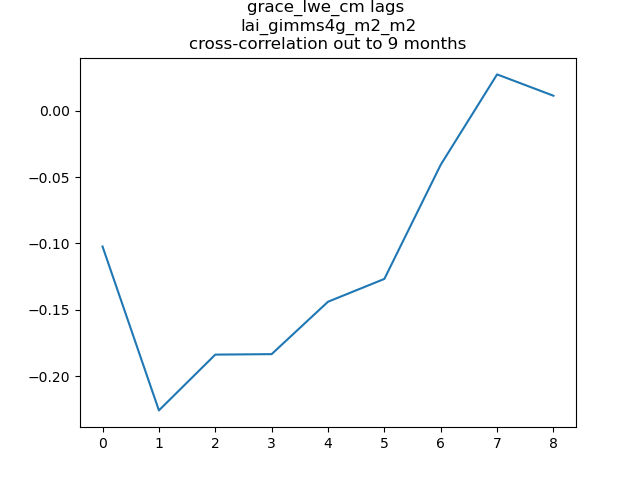 grace_lwe_cm lags
lai_gimms4g_m2_m2
cross-correlation out to 9 months
0.00
−0.05
−0.10
−0.15
−0.20
0 1 2 3 4 5 6 7 8